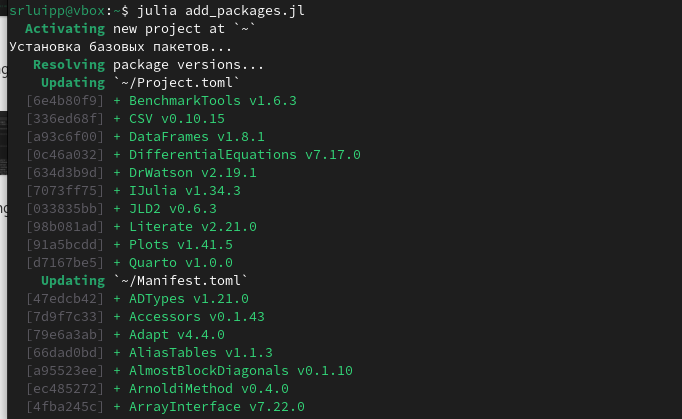 srluipp@vbox:~$ julia add_packages.jl
Activating new project at `~`
Установка базовых пакетов...
Resolving package versions...
Updating `~/Project.toml`
[6e4b80f9] + BenchmarkTools v1.6.3
[336ed68f] + CSV v0.10.15
[a93c6f00] + DataFrames v1.8.1
[0c46a032] + DifferentialEquations v7.17.0
[634d3b9d] + DrWatson v2.19.1
[7073ff75] + IJulia v1.34.3
[033835bb] + JLD2 v0.6.3
[98b081ad] + Literate v2.21.0
[91a5bcdd] + Plots v1.41.5
[d7167be5] + Quarto v1.0.0
Updating `~/Manifest.toml`
[47edcb42] + ADTypes v1.21.0
[7d9f7c33] + Accessors v0.1.43
[79e6a3ab] + Adapt v4.4.0
[66dad0bd] + AliasTables v1.1.3
[a95523ee] + AlmostBlockDiagonals v0.1.10
[ec485272] + ArnoldiMethod v0.4.0
[4fba245c] + ArrayInterface v7.22.0